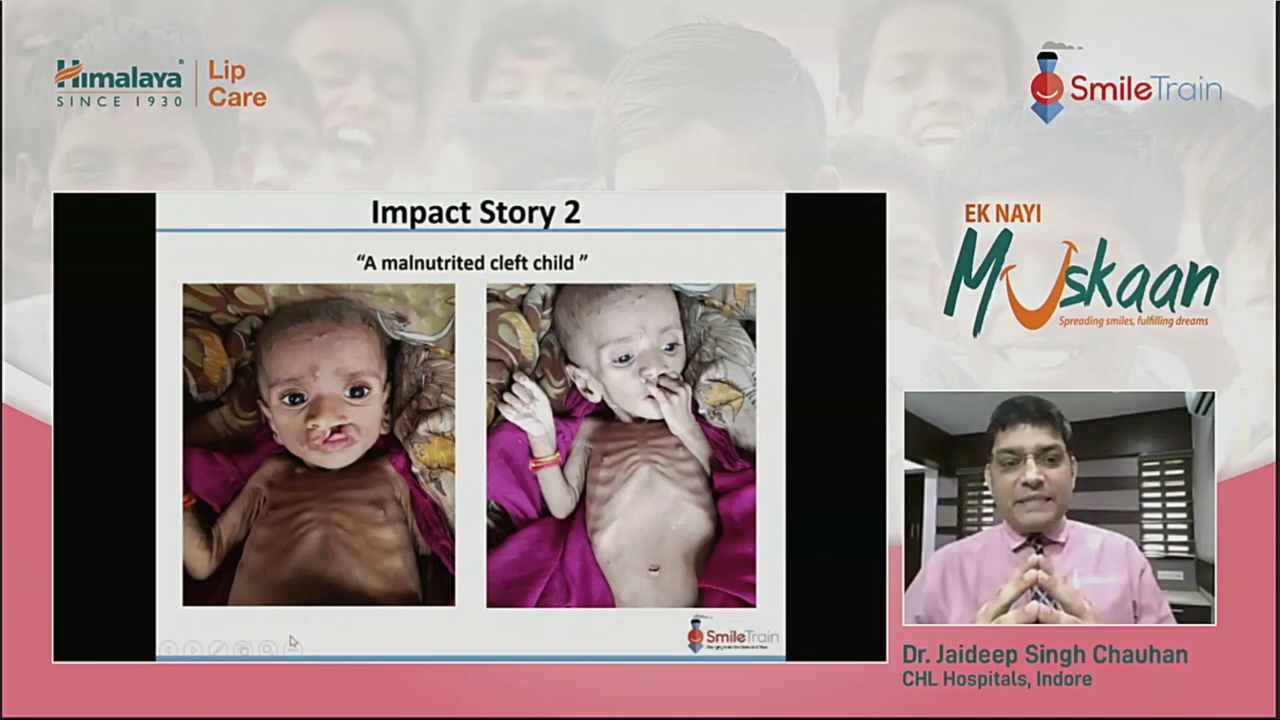 Himalaya
SINCE 1930
Lip
Care
SmileTrain
Impact Story 2
“A malnutrited cleft child ”
SmileTrain
EK NAYI
Muskaan
Spreading smiles, fulfilling dreams
Dr. Jaideep Singh Chauhan
CHL Hospitals, Indore